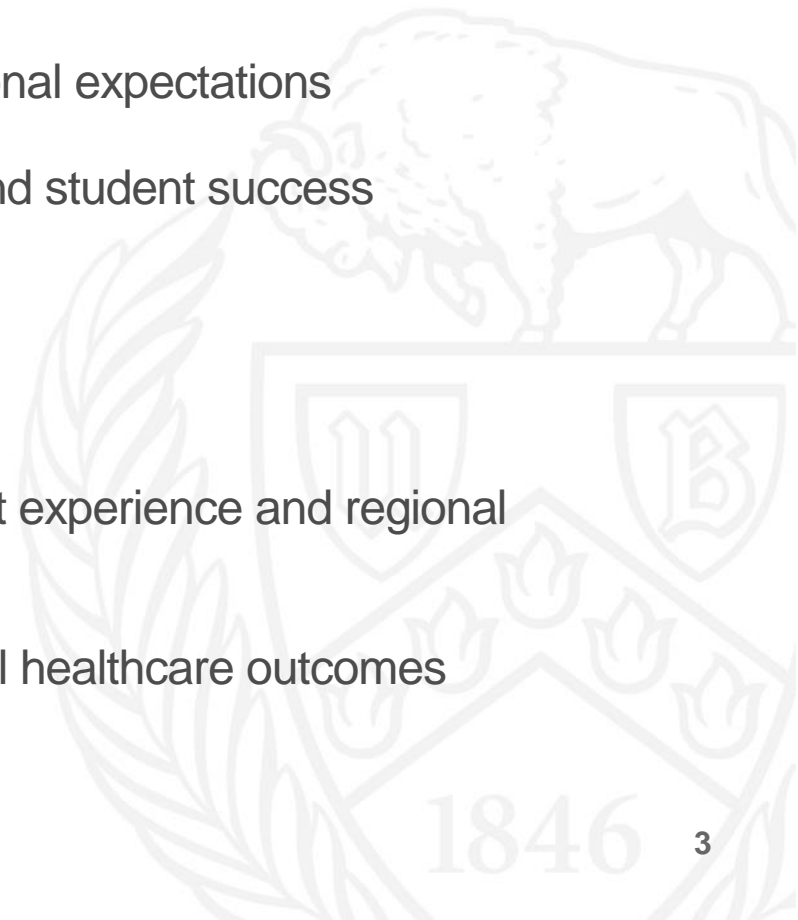 nal expectations
nd student success
t experience and regional
l healthcare outcomes
U B
1846
3